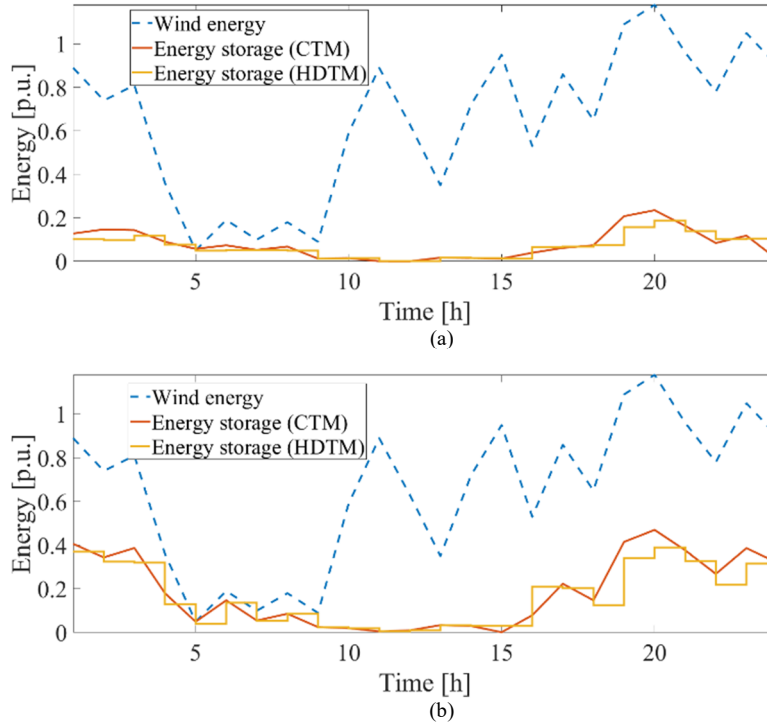 Wind energy
Energy storage (CTM)
Energy storage (HDTM)
Energy [p.u.]
1
0.8
0.6
0.4
0.2
0
5
10
15
20
Time [h]
(a)
Wind energy
Energy storage (CTM)
Energy storage (HDTM)
Energy [p.u.]
1
0.8
0.6
0.4
0.2
0
5
10
15
20
Time [h]
(b)